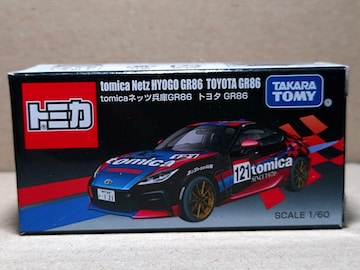 tomica Netz HYOGO GR86 TOYOTA GR86
tomicaネッツ兵庫GR86 トヨタ GR86
トミカ
TAKARA
TOMY
tomica
121
tomica
SCALE 1/60